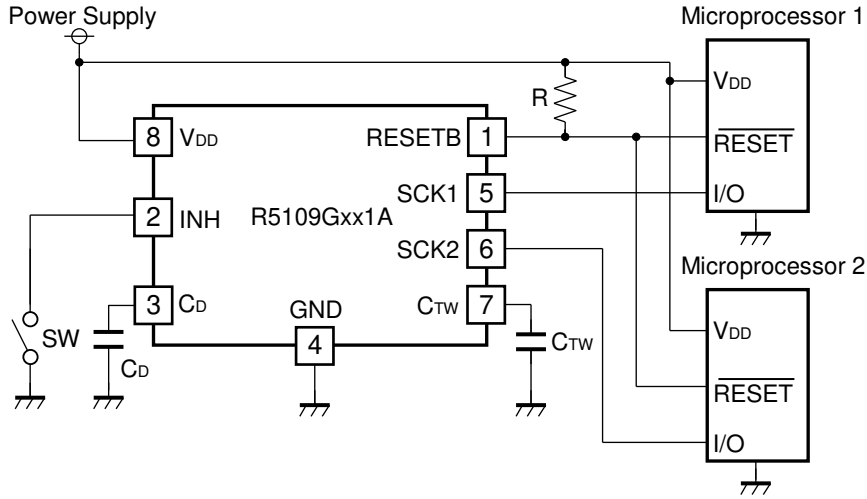 Power Supply
Microprocessor 1
VDD
R
8
VDD
RESETB
1
RESET
SCK1
5
I/O
2
INH
R5109Gxx1A
SCK2
6
Microprocessor 2
3
CD
GND
CTW
7
SW
CD
4
CTW
VDD
RESET
I/O